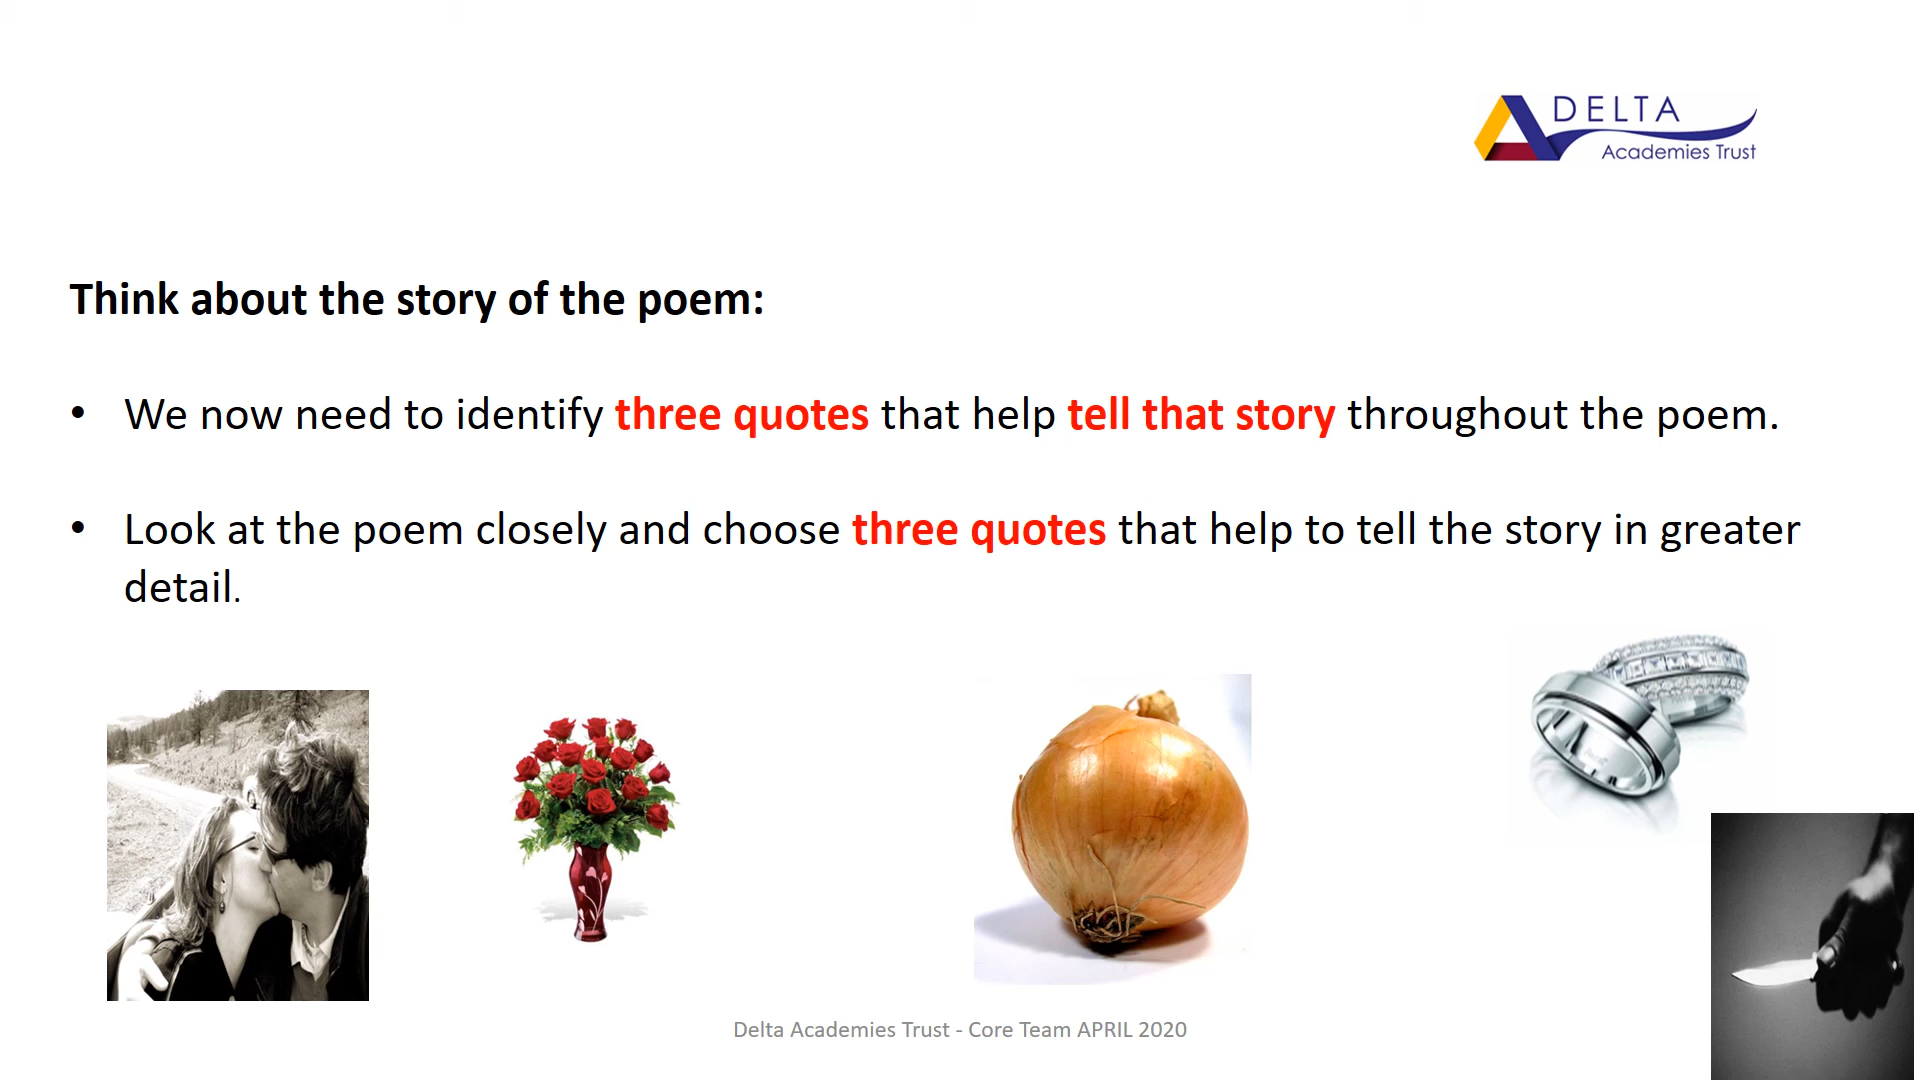 DELTA
Academies Trust
Think about the story of the poem:
• We now need to identify three quotes that help tell that story throughout the poem.
• Look at the poem closely and choose three quotes that help to tell the story in greater
detail.
Delta Academies Trust - Core Team APRIL 2020